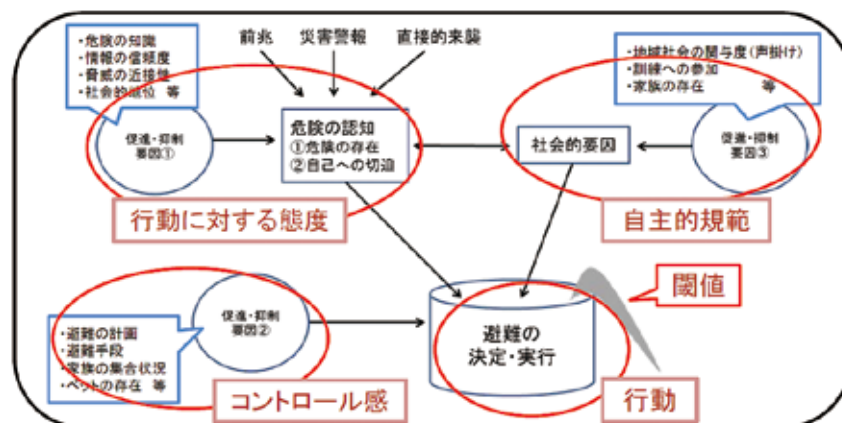 ・危険の知識
・情報の信頼度
・脅威の近接性
・社会的地位 等
前兆
災害警報
直接的来襲
・地域社会の関与度(声掛け)
・訓練への参加
・家族の存在 等
促進・抑制
要因①
危険の認知
①危険の存在
②自己への切迫
社会的要因
促進・抑制
要因③
行動に対する態度
自主的規範
促進・抑制
要因②
・避難の計画
・避難手段
・家族の集合状況
・ペットの存在 等
コントロール感
避難の
決定・実行
閾値
行動